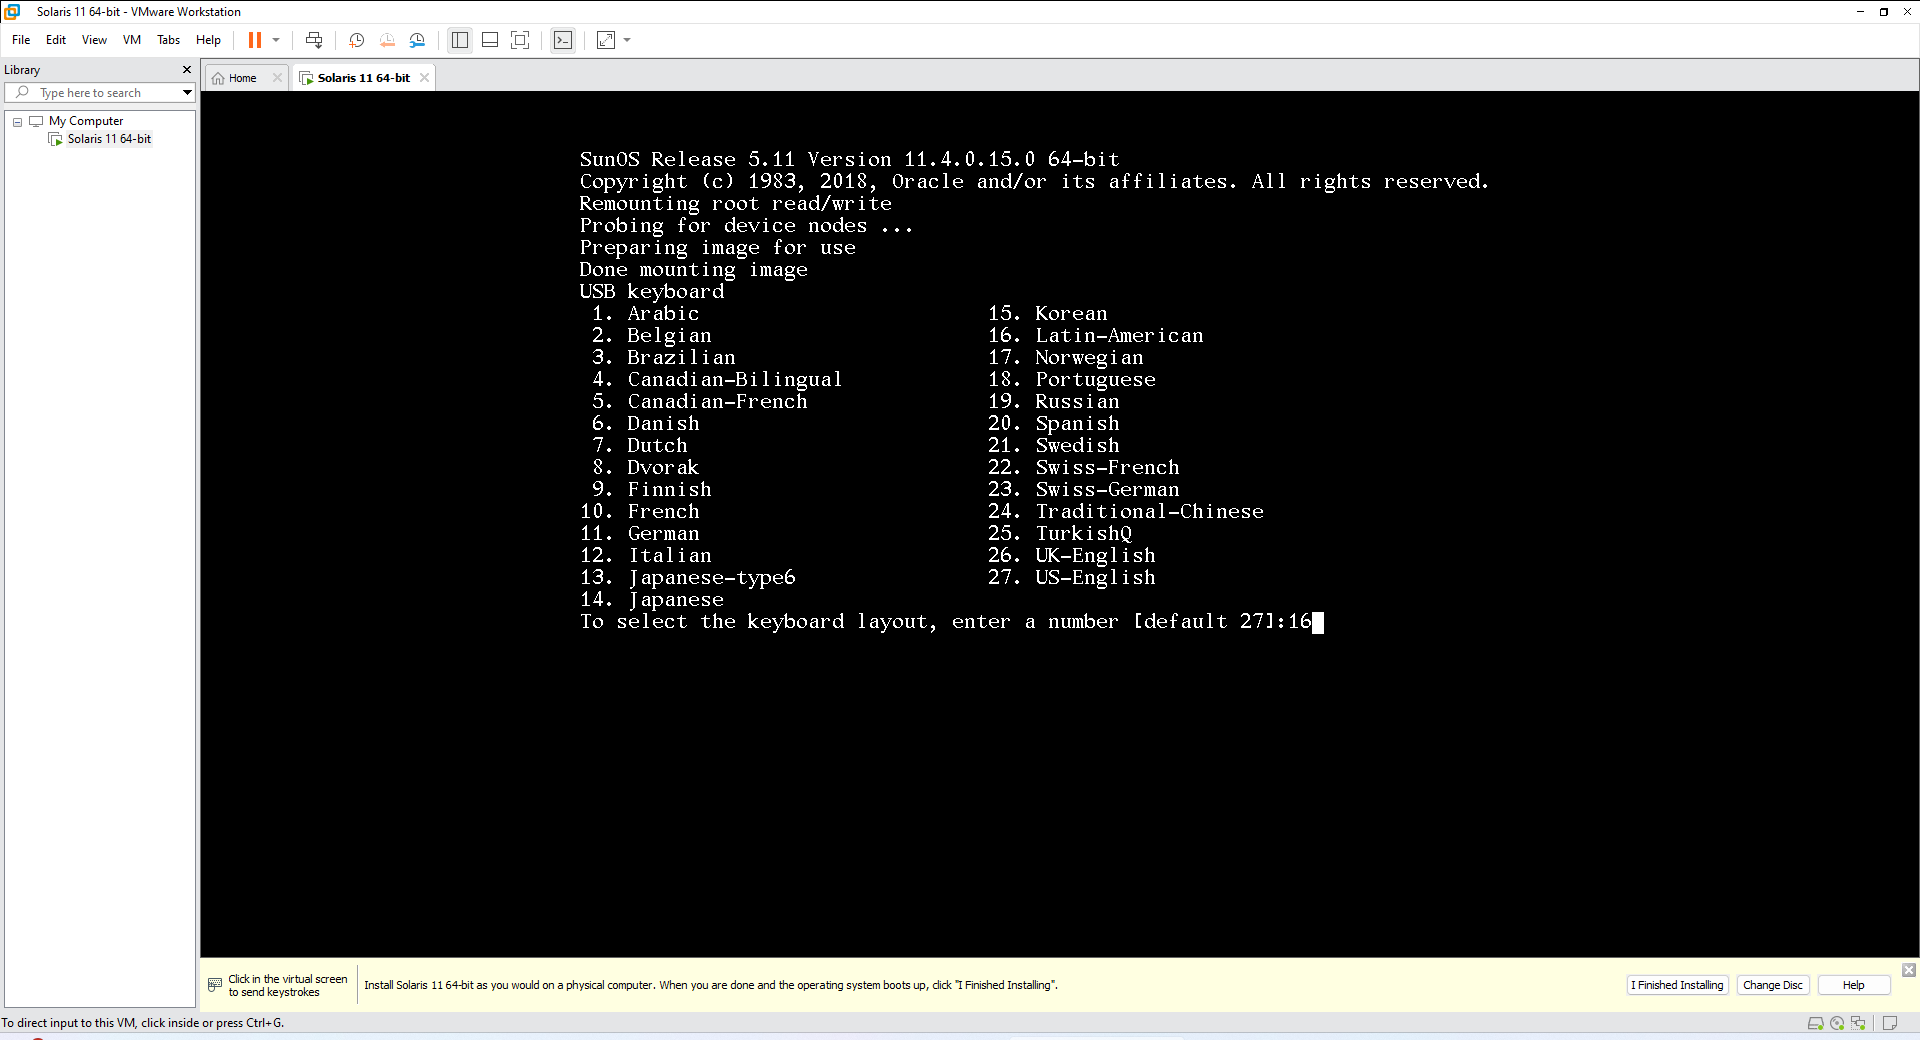 Solaris 11 64-bit - VMware Workstation
File Edit View VM Tabs Help
Library
Type here to search
My Computer
Solaris 11 64-bit
Home
Solaris 11 64-bit
SunOS Release 5.11 Version 11.4.0.15.0 64-bit
Copyright (c) 1983, 2018, Oracle and/or its affiliates. All rights reserved.
Remounting root read/write
Probing for device nodes ...
Preparing image for use
Done mounting image
USB keyboard
1. Arabic 15. Korean
2. Belgian 16. Latin-American
3. Brazilian 17. Norwegian
4. Canadian-Bilingual 18. Portuguese
5. Canadian-French 19. Russian
6. Danish 20. Spanish
7. Dutch 21. Swedish
8. Dvorak 22. Swiss-French
9. Finnish 23. Swiss-German
10. French 24. Traditional-Chinese
11. German 25. TurkishQ
12. Italian 26. UK-English
13. Japanese-type6 27. US-English
14. Japanese
To select the keyboard layout, enter a number [default 27]:16
Click in the virtual screen
to send keystrokes
Install Solaris 11 64-bit as you would on a physical computer. When you are done and the operating system boots up, click "I Finished Installing".
I Finished Installing Change Disc Help
To direct input to this VM, click inside or press Ctrl+G.